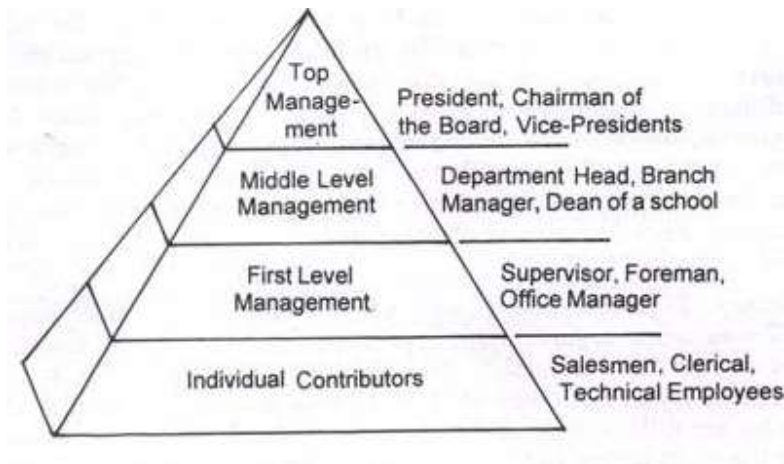 Top
Manage-
ment
President, Chairman of
the Board, Vice-Presidents
Middle Level
Management
Department Head, Branch
Manager, Dean of a school
First Level
Management
Supervisor, Foreman,
Office Manager
Individual Contributors
Salesmen, Clerical,
Technical Employees